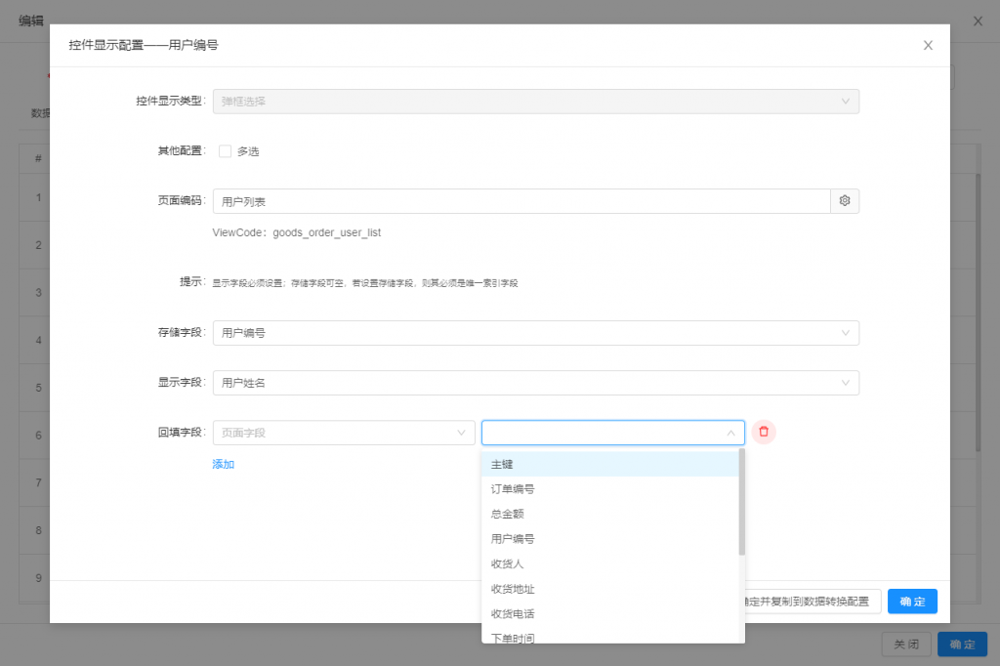 编辑
控件显示配置——用户编号
控件显示类型: 弹框选择
数据
其他配置: 多选
#
页面编码: 用户列表
1
ViewCode: goods_order_user_list
2
提示: 显示字段必须设置; 存储字段可空, 若设置存储字段, 则其必须是唯一索引字段
3
存储字段: 用户编号
4
显示字段: 用户姓名
5
回填字段: 页面字段
6
添加
主键
7
订单编号
总金额
8
用户编号
收货人
9
收货地址
定并复制到数据转换配置
确 定
收货电话
下单时间
关 闭
确 定